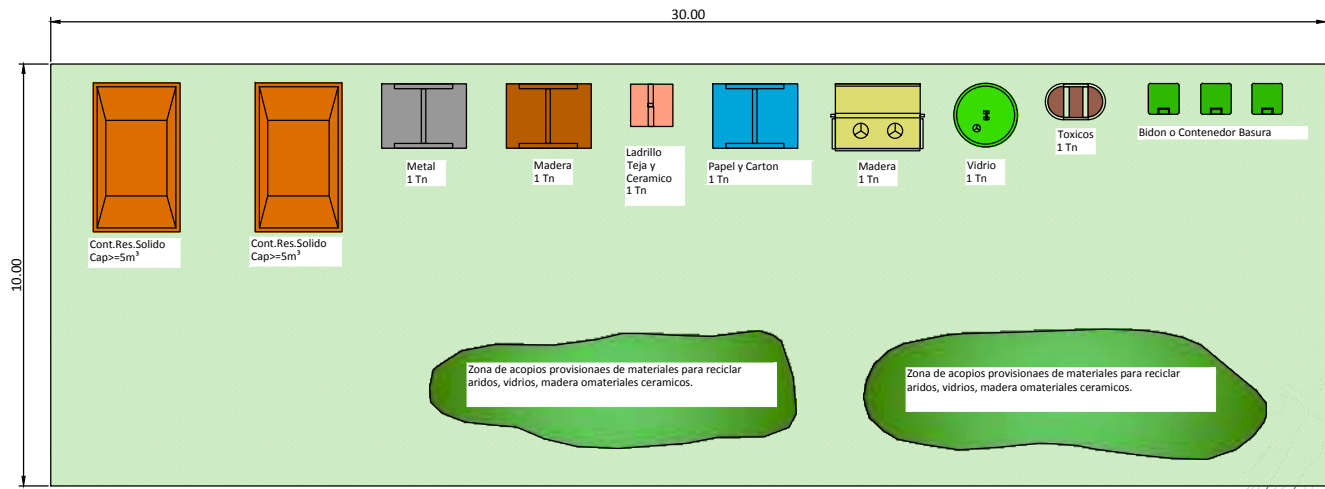 30.00
10.00
Cont.Res.Solido
Cap>=5m³
Cont.Res.Solido
Cap>=5m³
Metal
1 Tn
Madera
1 Tn
Ladrillo
Teja y
Ceramico
1 Tn
Papel y Carton
1 Tn
Madera
1 Tn
Vidrio
1 Tn
Toxicos
1 Tn
Bidon o Contenedor Basura
Zona de acopios provisionaes de materiales para reciclar
aridos, vidrios, madera omateriales ceramicos.
Zona de acopios provisionaes de materiales para reciclar
aridos, vidrios, madera omateriales ceramicos.